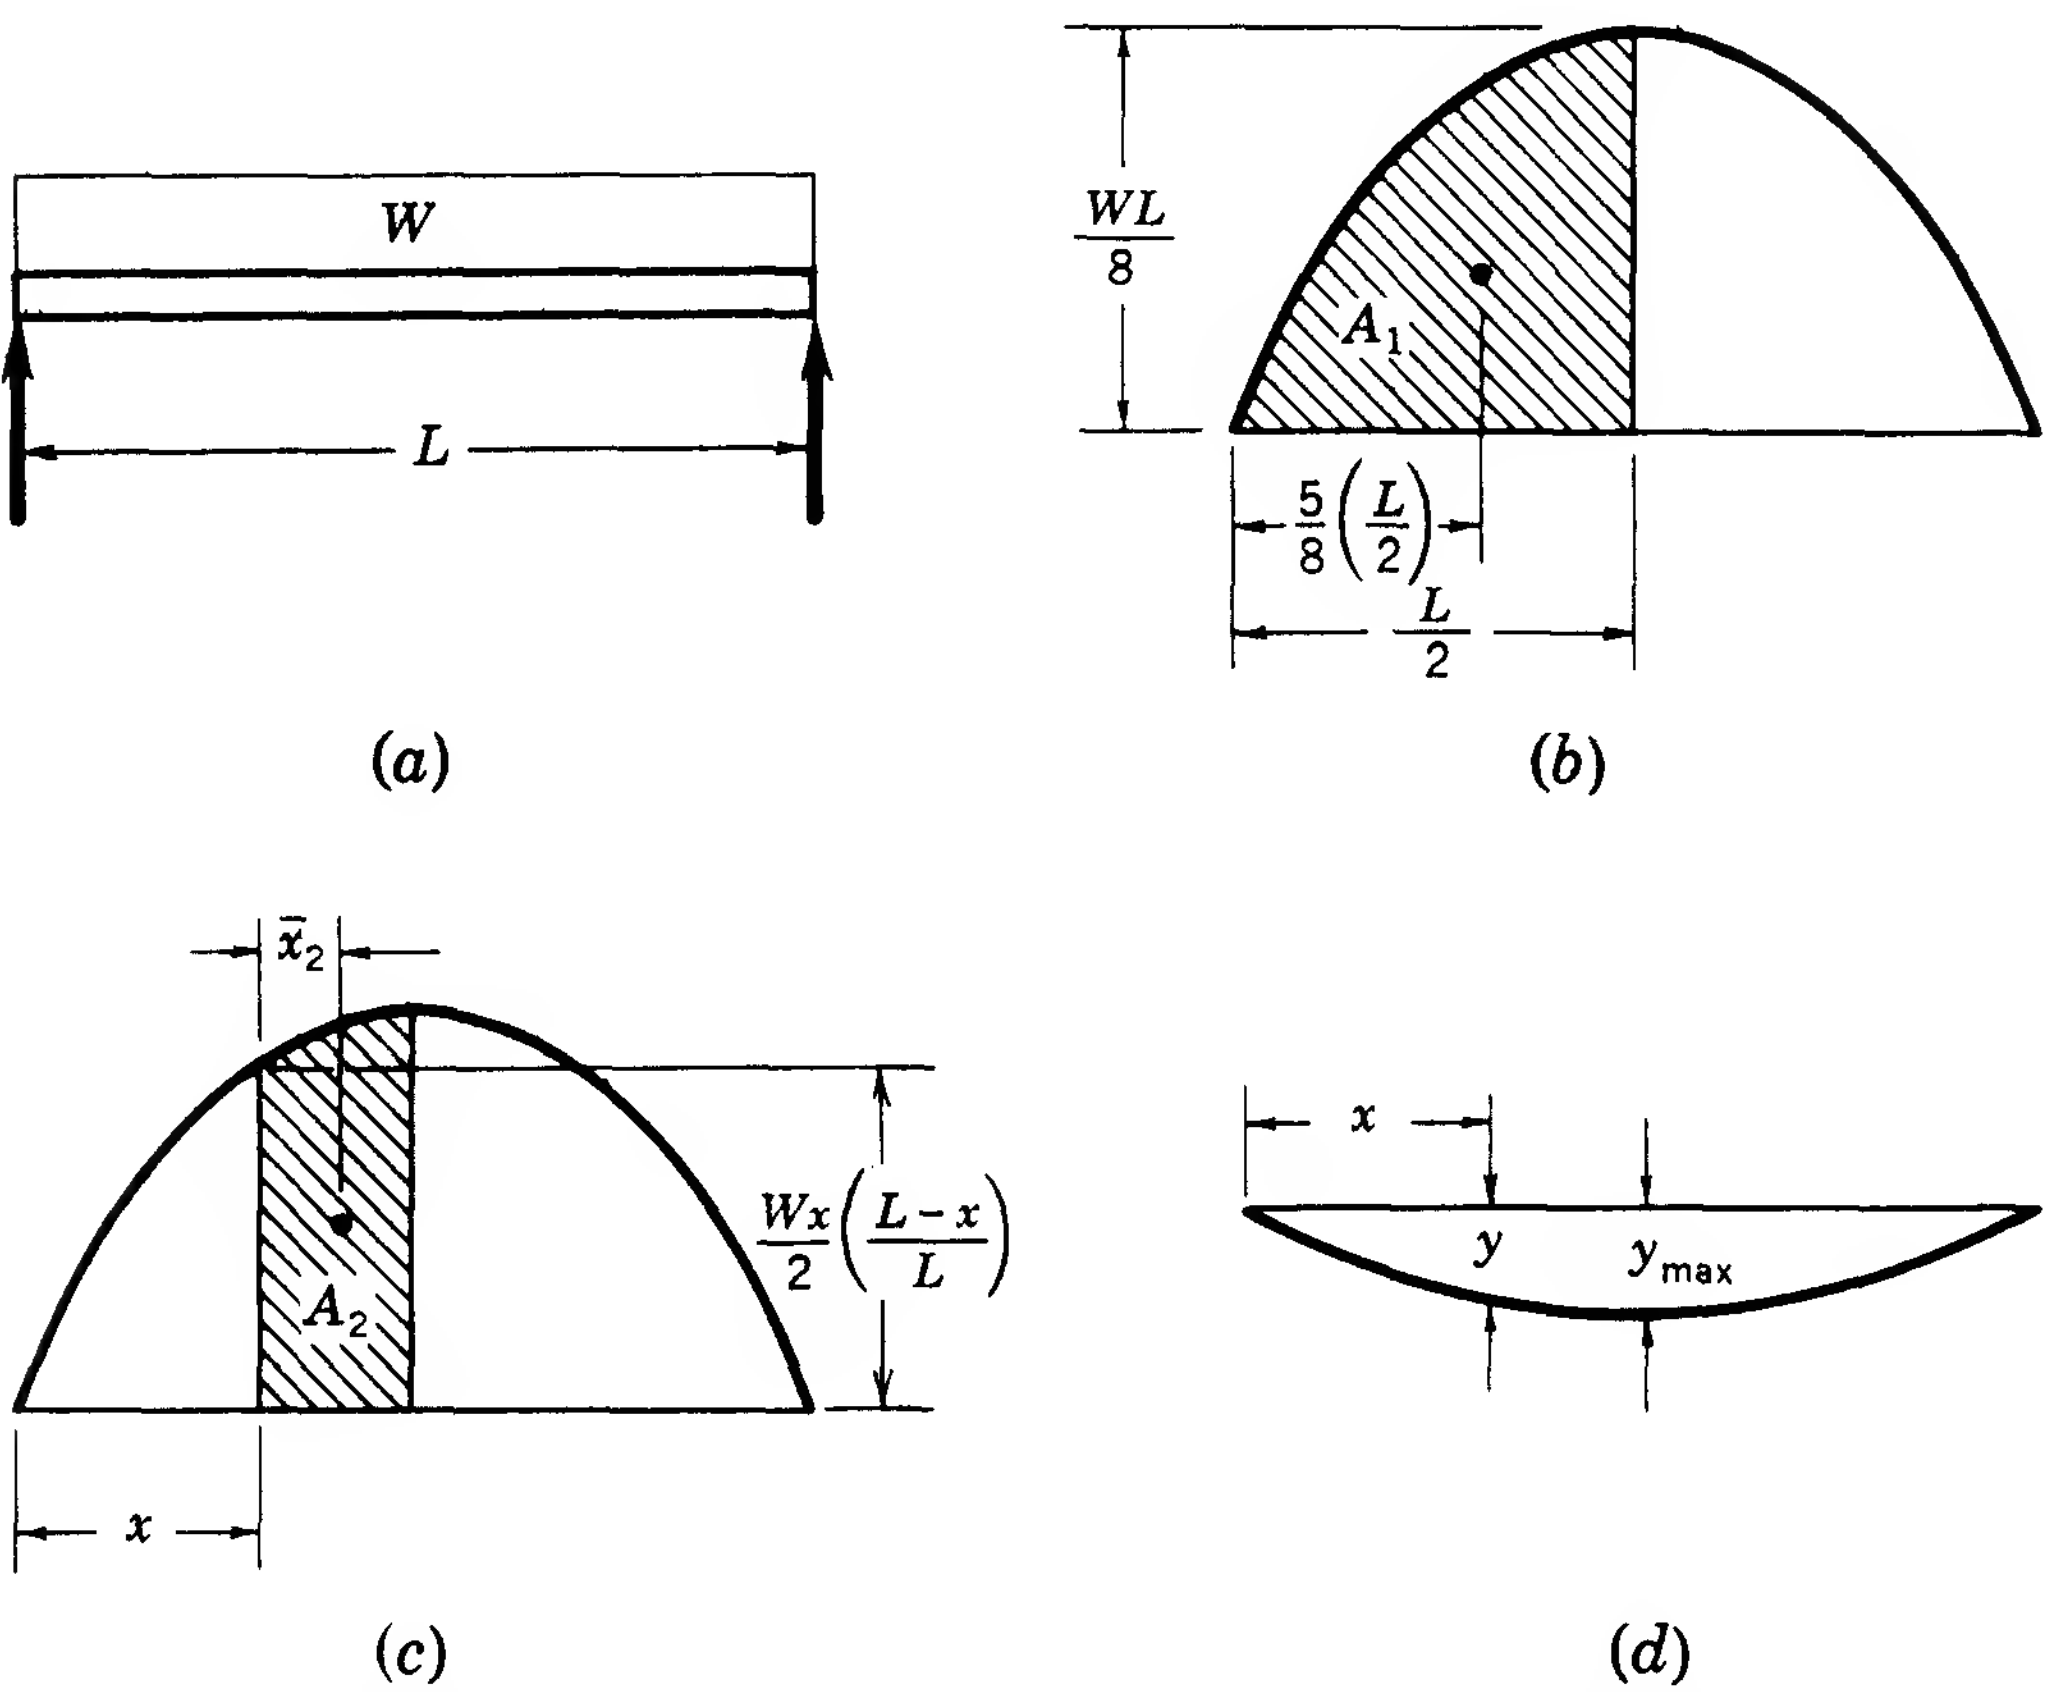 W
L
(a)
WL
8
A₁
5
8
(L
2)
L
2
(b)
x̄₂
A₂
Wx
2
(L − x
L)
x
(c)
x
y
yₘₐₓ
(d)